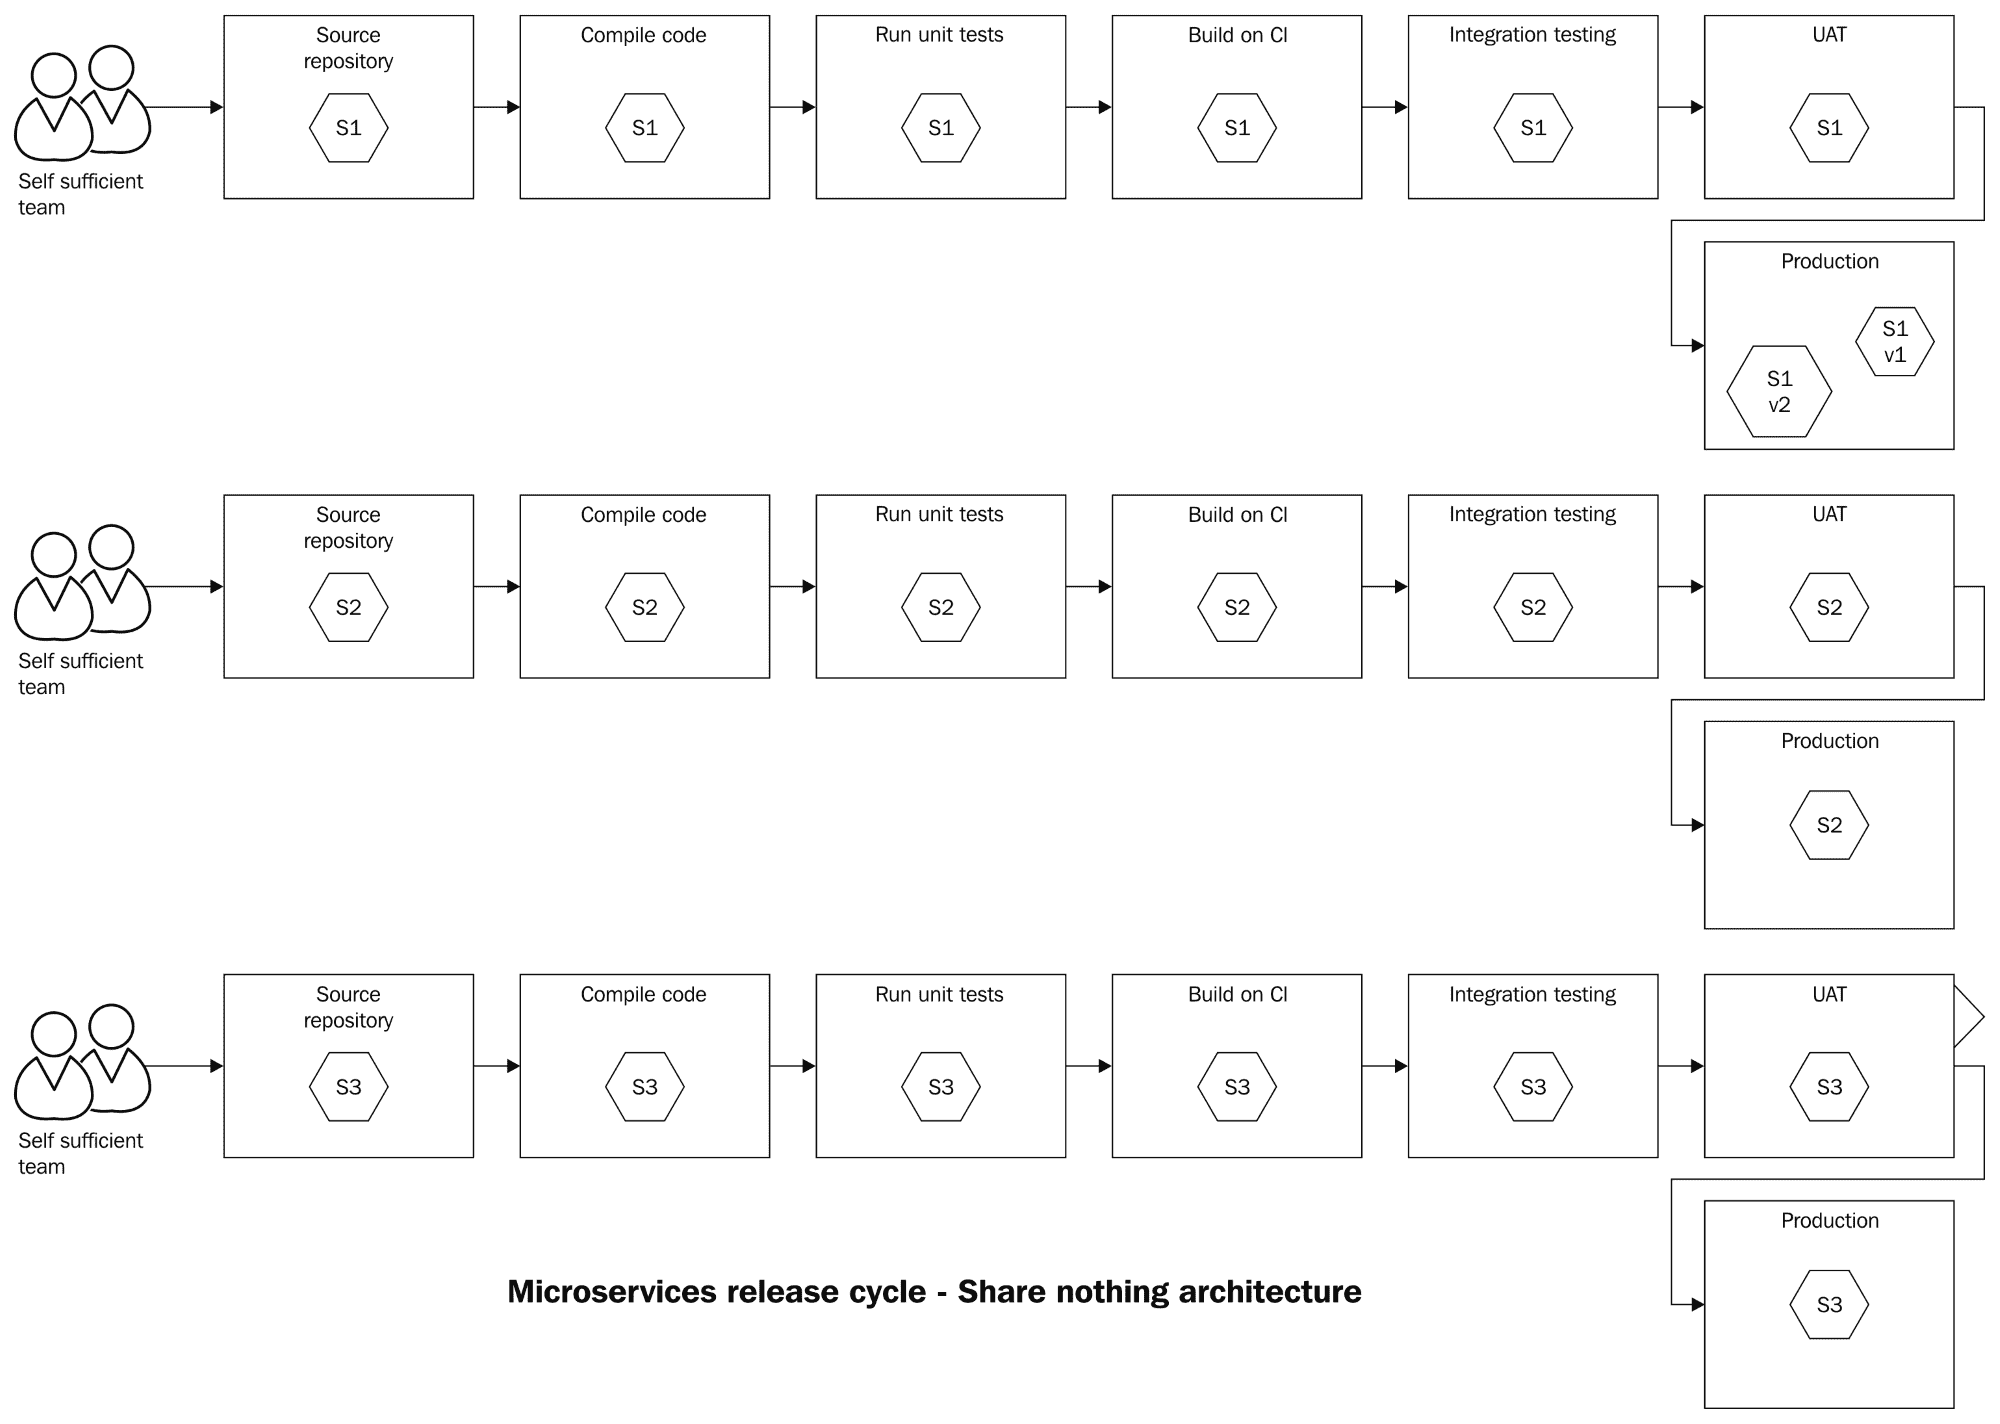 Self sufficient
team
Source
repository
S1
Compile code
S1
Run unit tests
S1
Build on CI
S1
Integration testing
S1
UAT
S1
Production
S1
v1
S1
v2
Self sufficient
team
Source
repository
S2
Compile code
S2
Run unit tests
S2
Build on CI
S2
Integration testing
S2
UAT
S2
Production
S2
Self sufficient
team
Source
repository
S3
Compile code
S3
Run unit tests
S3
Build on CI
S3
Integration testing
S3
UAT
S3
Production
S3
Microservices release cycle - Share nothing architecture